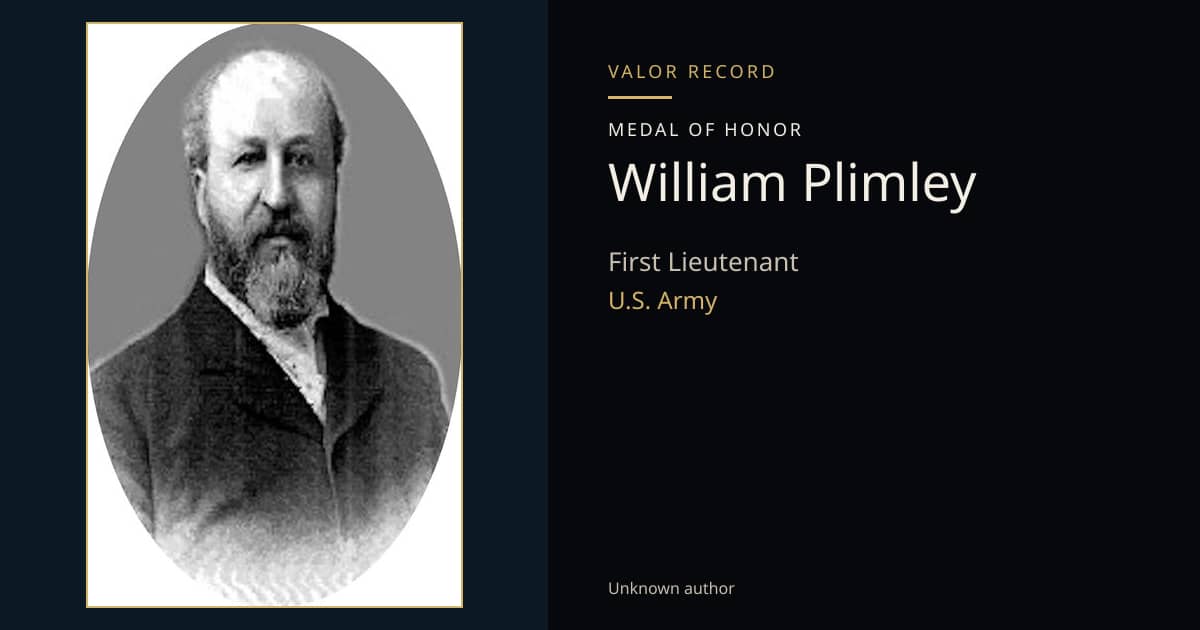 VALOR RECORD
MEDAL OF HONOR
William Plimley
First Lieutenant
U.S. Army
Unknown author